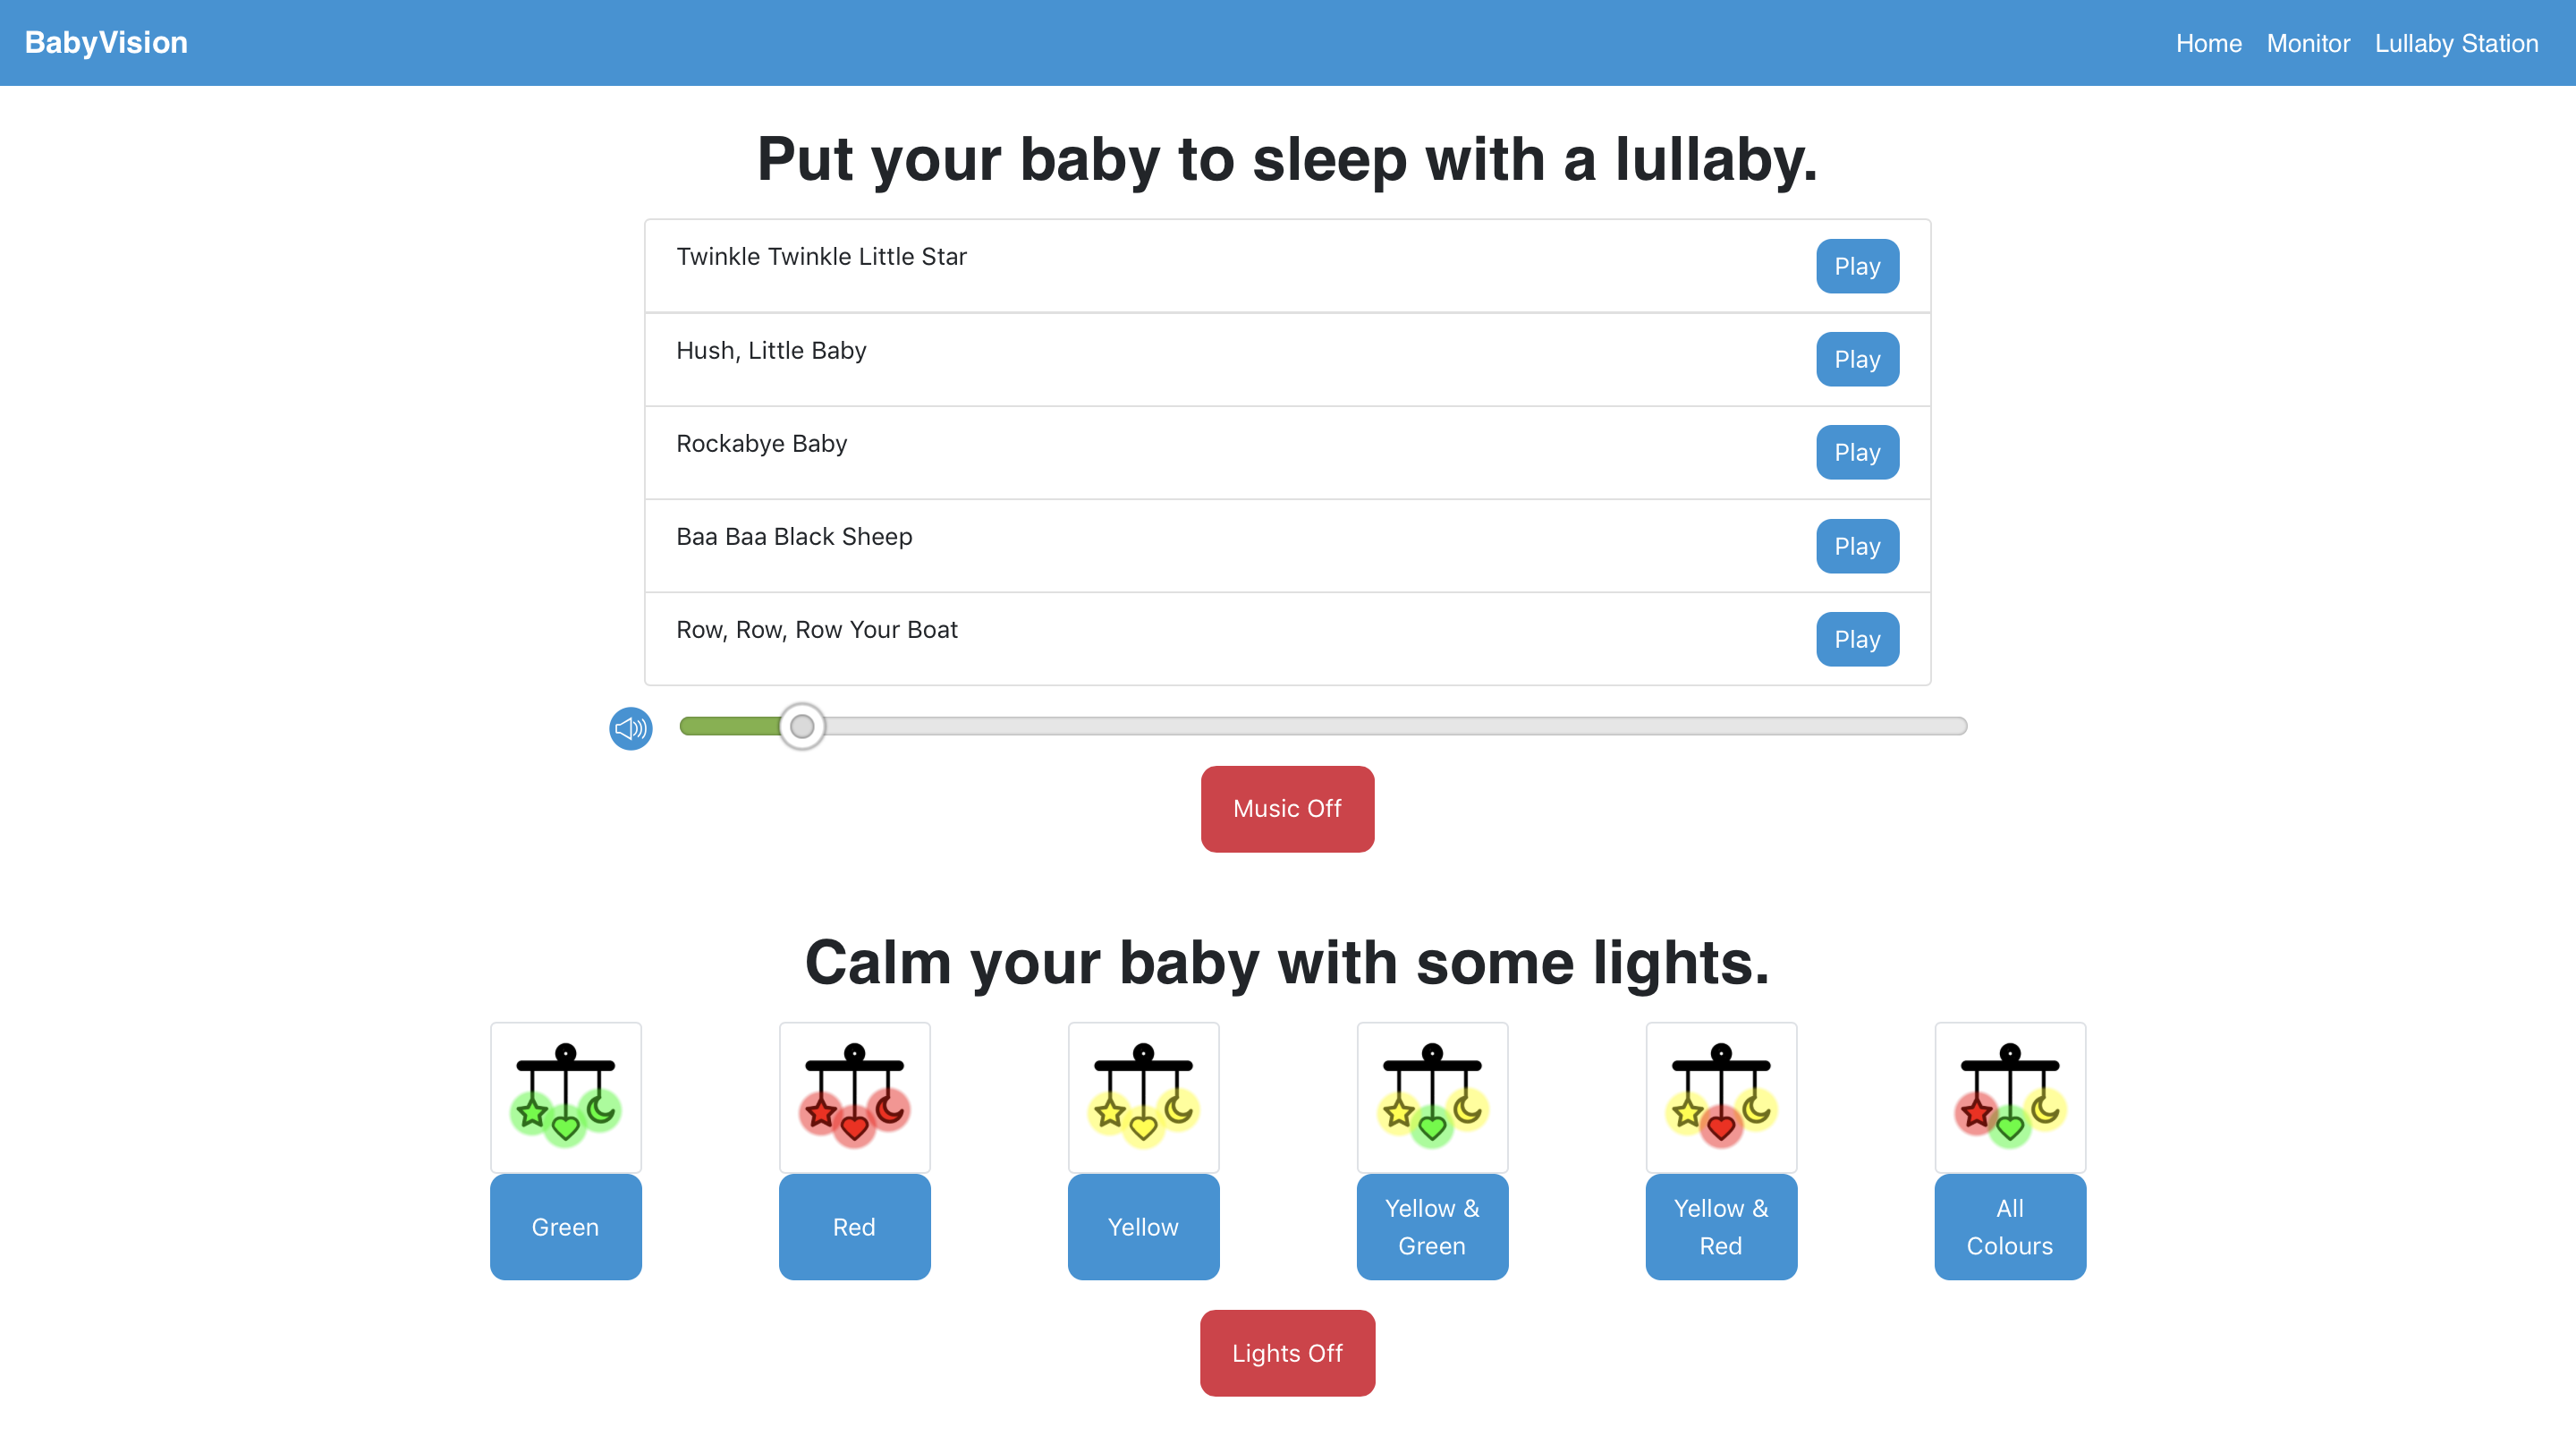 BabyVision
Home Monitor Lullaby Station
Put your baby to sleep with a lullaby.
Twinkle Twinkle Little Star
Play
Hush, Little Baby
Play
Rockabye Baby
Play
Baa Baa Black Sheep
Play
Row, Row, Row Your Boat
Play
Music Off
Calm your baby with some lights.
Green
Red
Yellow
Yellow &
Green
Yellow &
Red
All
Colours
Lights Off